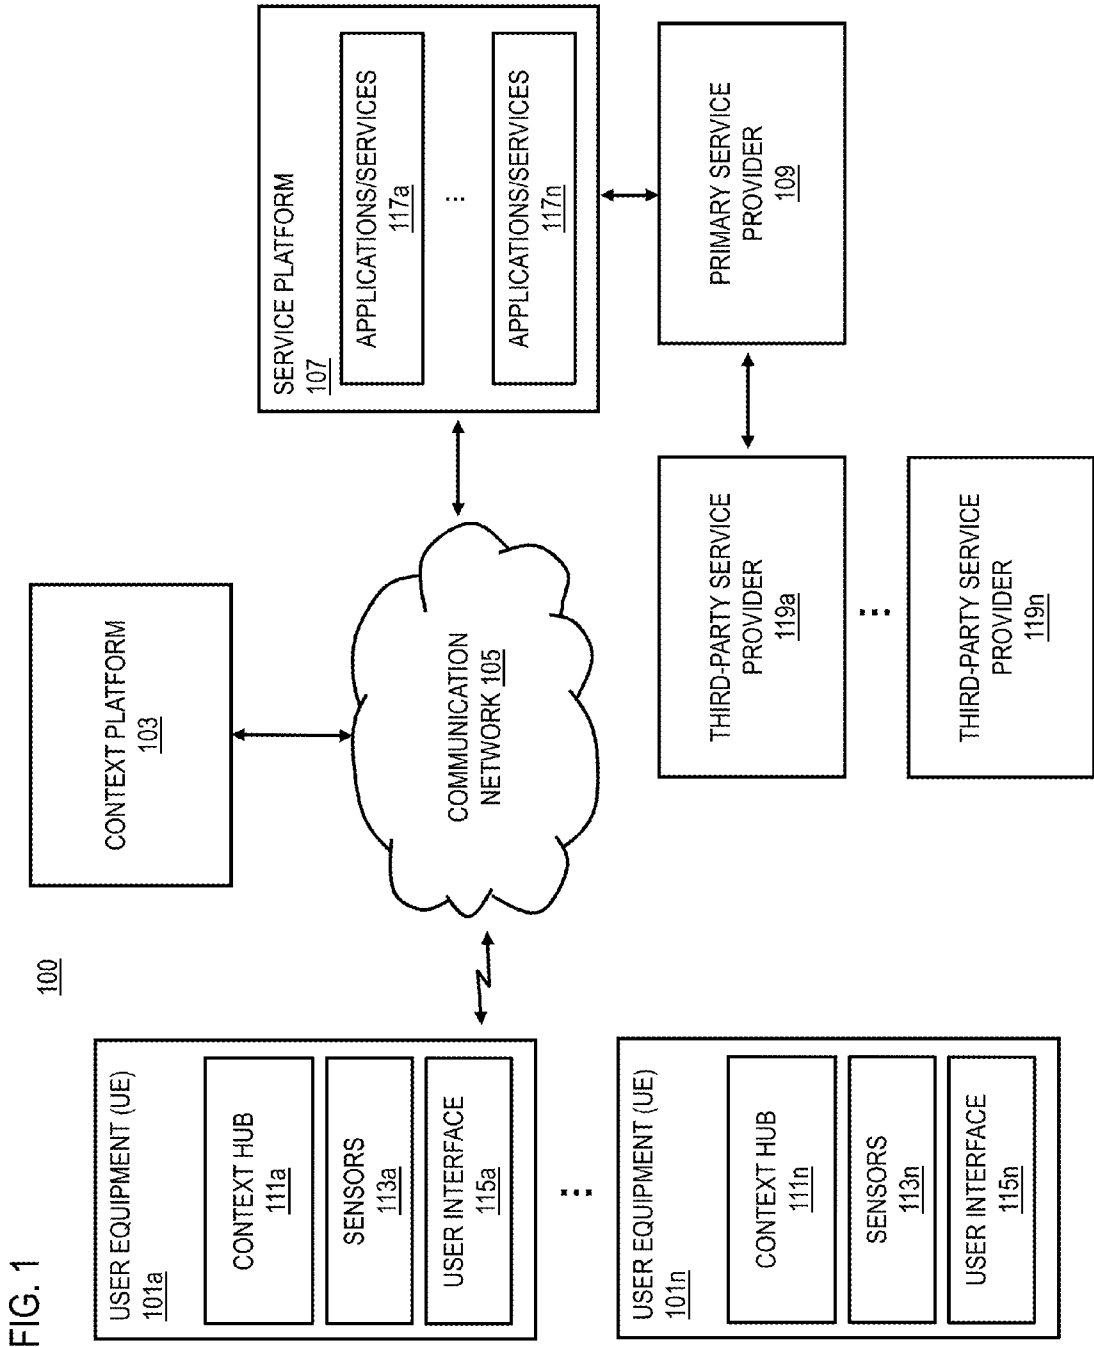 FIG. 1
100
USER EQUIPMENT (UE)
101a
CONTEXT HUB
111a
SENSORS
113a
USER INTERFACE
115a
...
USER EQUIPMENT (UE)
101n
CONTEXT HUB
111n
SENSORS
113n
USER INTERFACE
115n
CONTEXT PLATFORM
103
COMMUNICATION
NETWORK 105
SERVICE PLATFORM
107
APPLICATIONS/SERVICES
117a
...
APPLICATIONS/SERVICES
117n
THIRD-PARTY SERVICE
PROVIDER
119a
...
THIRD-PARTY SERVICE
PROVIDER
119n
PRIMARY SERVICE
PROVIDER
109